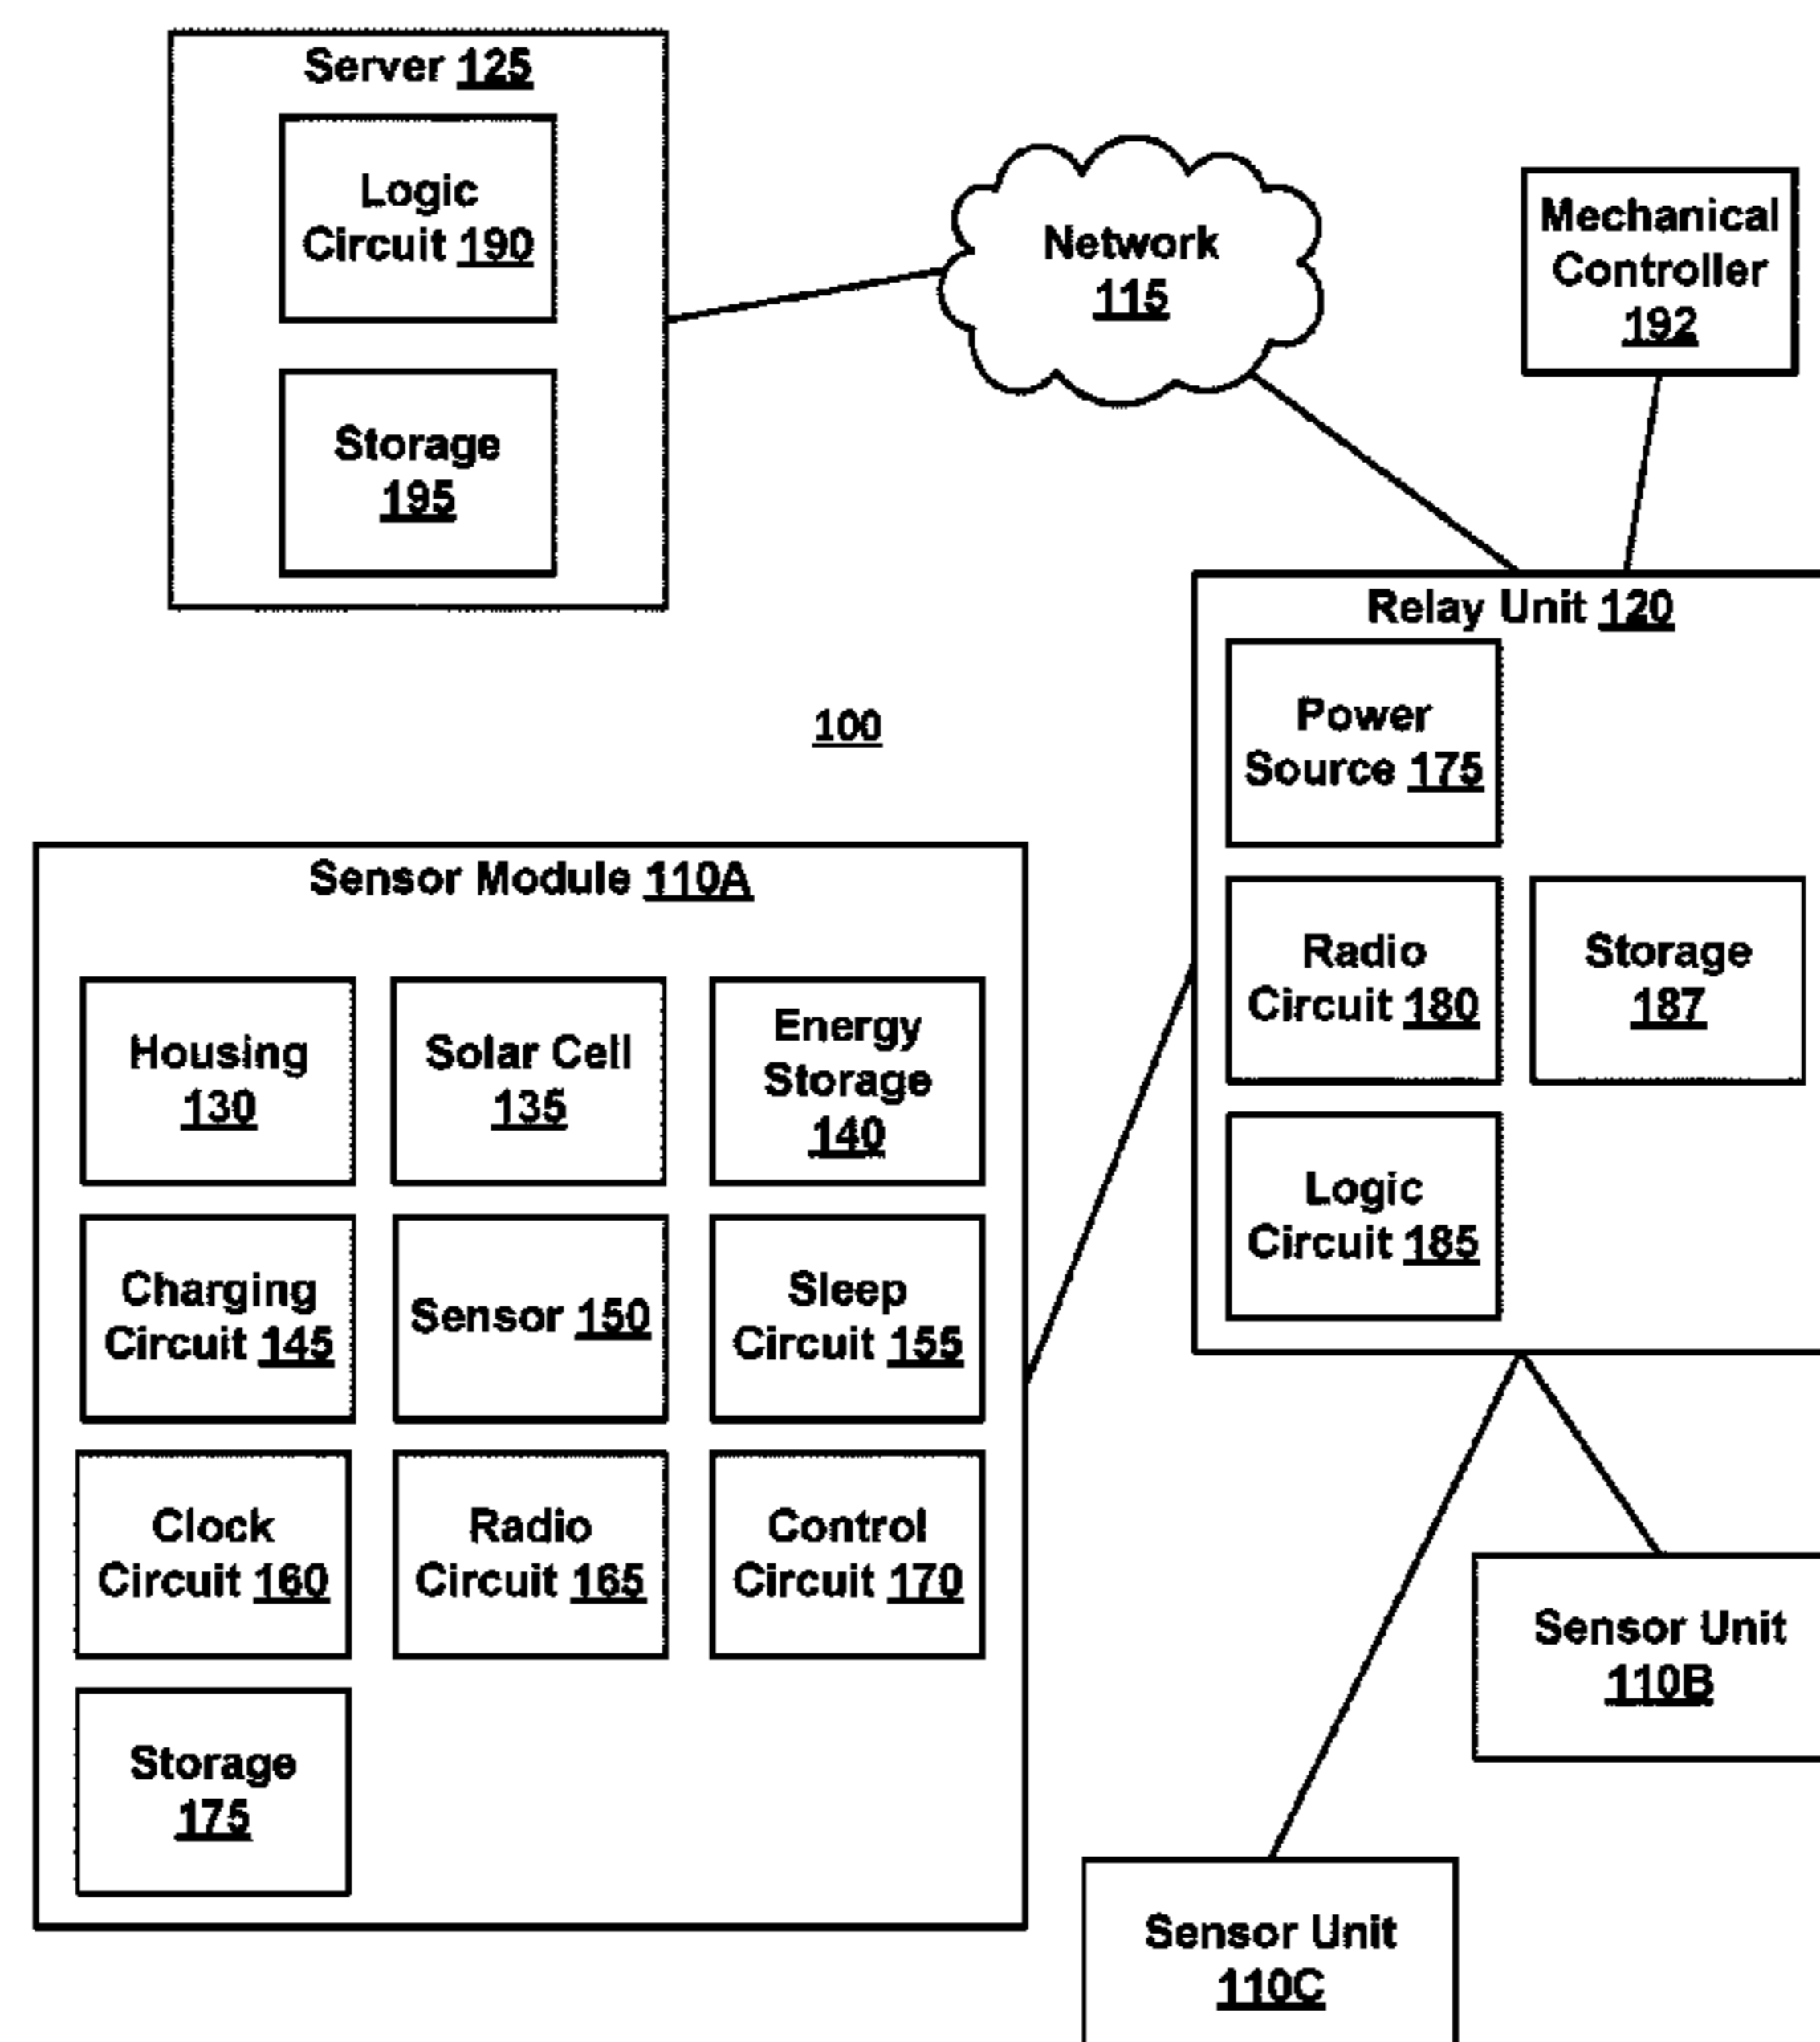 Server 125
Logic
Circuit 190
Storage
195
Network
115
Mechanical
Controller
192
Relay Unit 120
Power
Source 175
Radio
Circuit 180
Storage
187
Logic
Circuit 185
100
Sensor Module 110A
Housing
130
Solar Cell
135
Energy
Storage
140
Charging
Circuit 145
Sensor 150
Sleep
Circuit 155
Clock
Circuit 160
Radio
Circuit 165
Control
Circuit 170
Storage
175
Sensor Unit
110B
Sensor Unit
110C